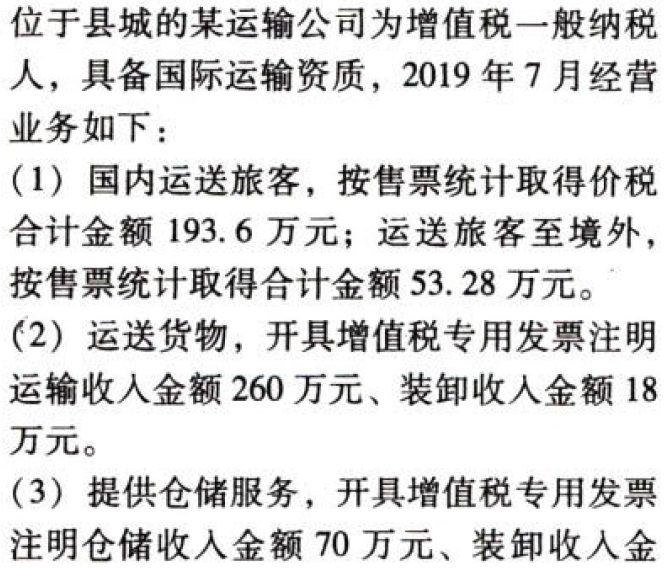 位于县城的某运输公司为增值税一般纳税
人，具备国际运输资质，2019 年 7 月经营
业务如下：
(1) 国内运送旅客，按售票统计取得价税
合计金额 193. 6 万元；运送旅客至境外，
按售票统计取得合计金额 53. 28 万元。
(2) 运送货物，开具增值税专用发票注明
运输收入金额 260 万元、装卸收入金额 18
万元。
(3) 提供仓储服务，开具增值税专用发票
注明仓储收入金额 70 万元、装卸收入金